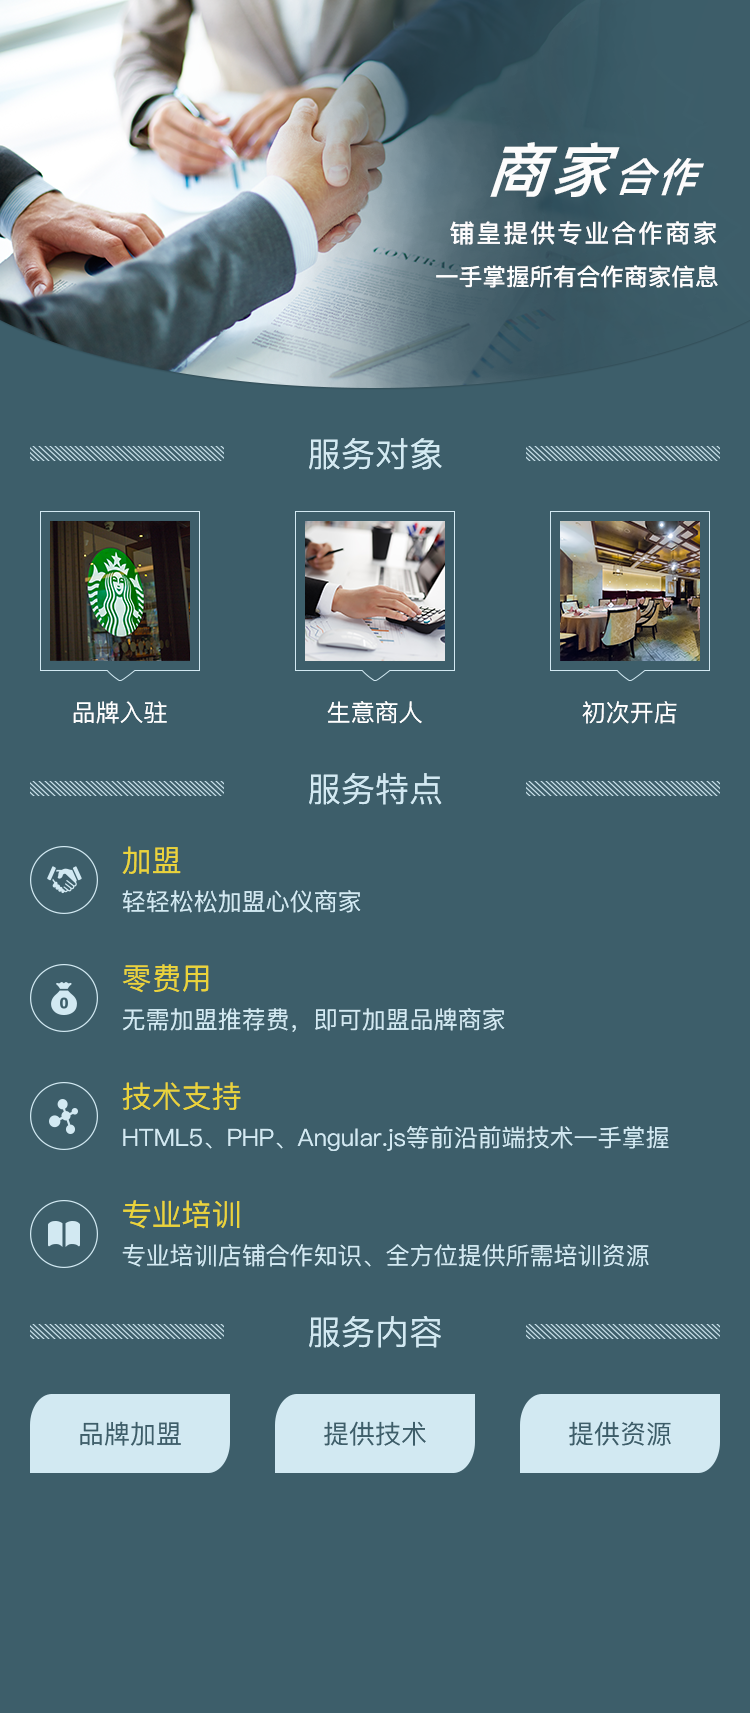 商家合作
铺皇提供专业合作商家
一手掌握所有合作商家信息
CONTRAC
服务对象
品牌入驻
生意商人
初次开店
服务特点
加盟
轻轻松松加盟心仪商家
零费用
0
无需加盟推荐费，即可加盟品牌商家
技术支持
HTML5、PHP、Angular.js等前沿前端技术一手掌握
专业培训
专业培训店铺合作知识、全方位提供所需培训资源
服务内容
品牌加盟
提供技术
提供资源